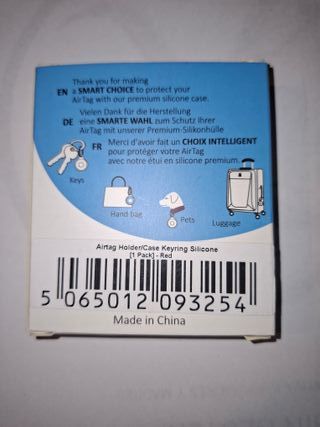 Thank you for making
EN a SMART CHOICE to protect your
AirTag with our premium silicone case.
Vielen Dank für die Herstellung
DE eine SMARTE WAHL zum Schutz Ihrer
AirTag mit unserer Premium-Silikonhülle
FR Merci d'avoir fait un CHOIX INTELLIGENT
pour protéger votre AirTag
avec notre étui en silicone premium.
Keys
Hand bag
Pets
Luggage
Airtag Holder/Case Keyring Silicone
[1 Pack] - Red
5 065012 093254
Made in China